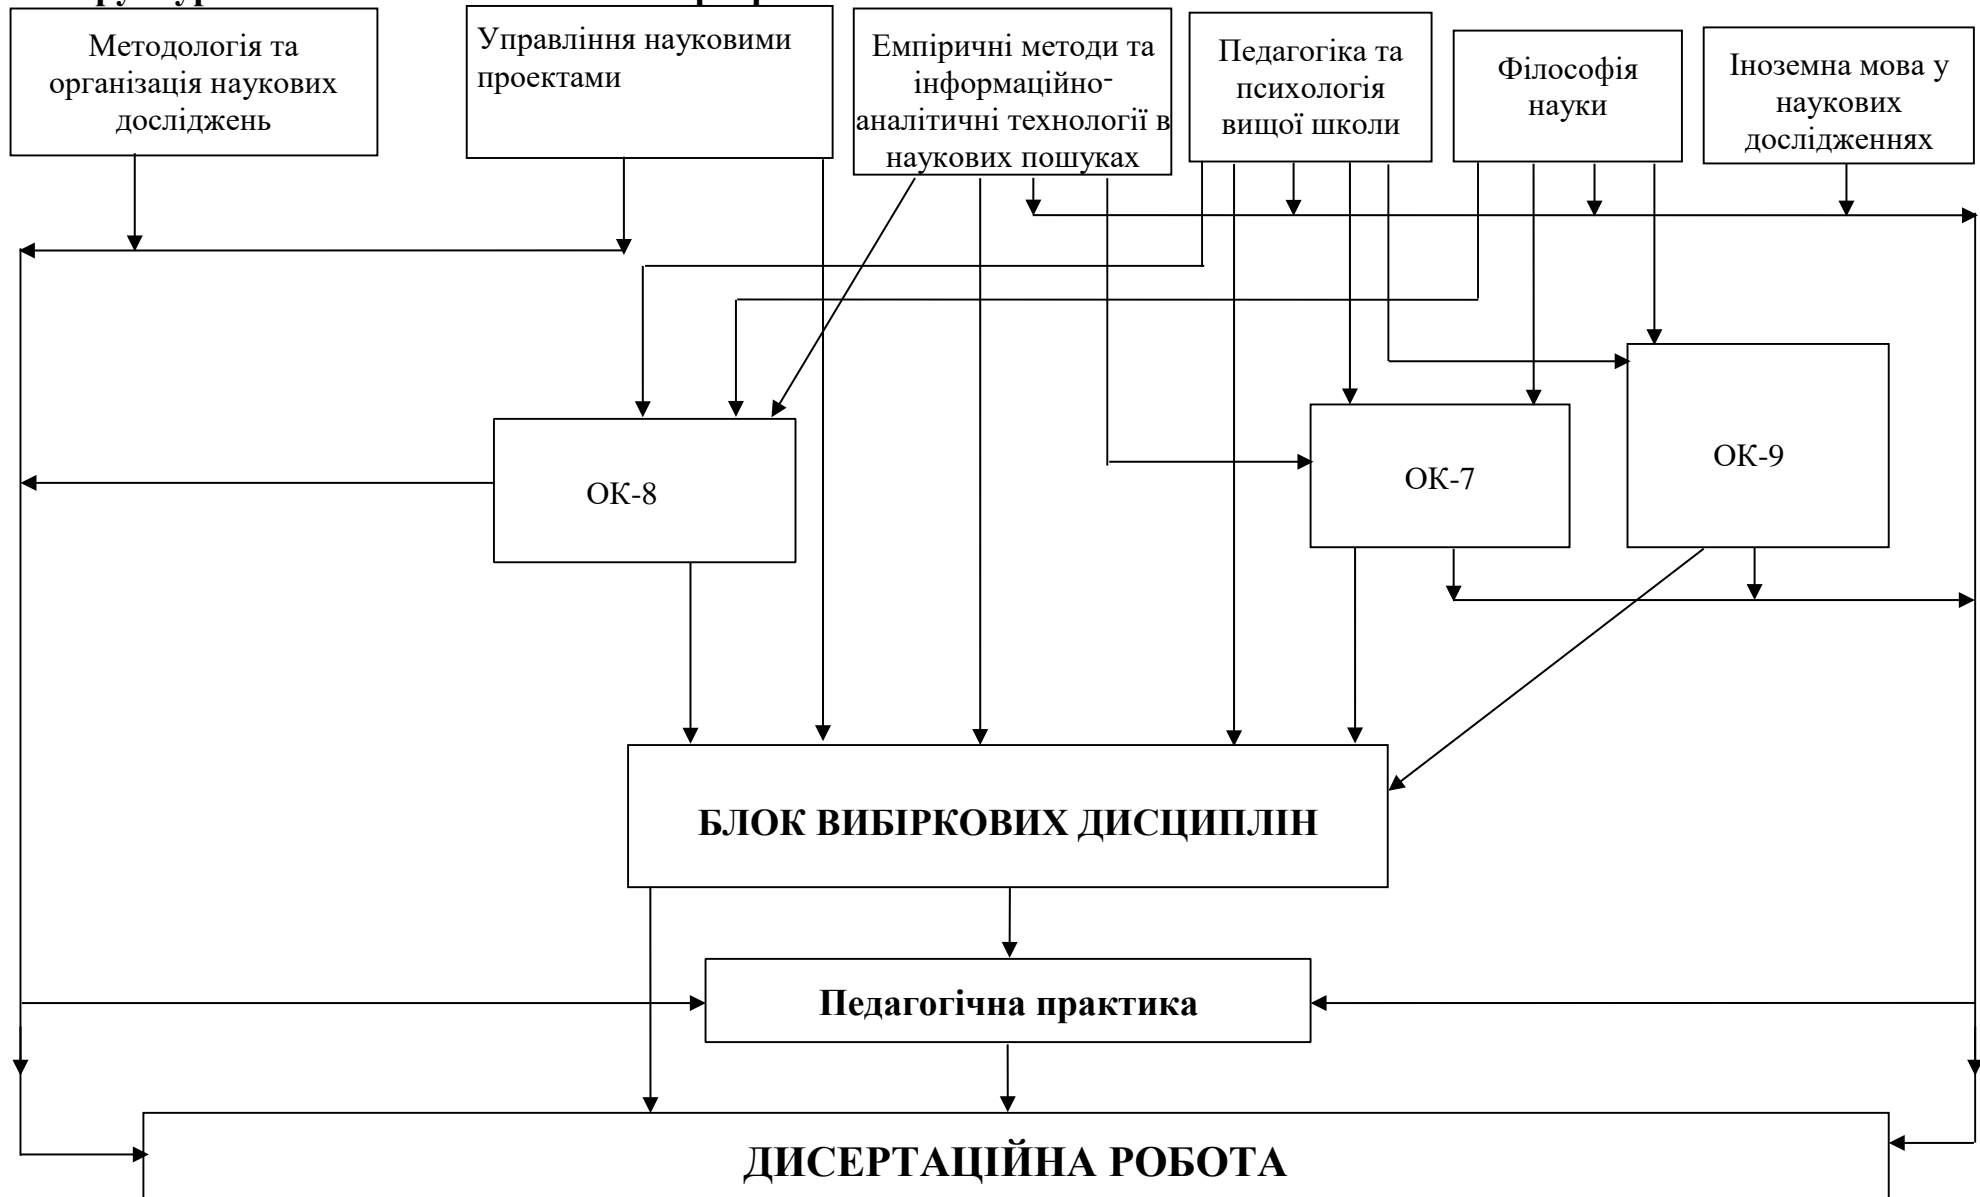 Методологія та
організація наукових
досліджень
Управління науковими
проектами
Емпіричні методи та
інформаційно-
аналітичні технології в
наукових пошуках
Педагогіка та
психологія
вищої школи
Філософія
науки
Іноземна мова у
наукових
дослідженнях
ОК-8
ОК-7
ОК-9
БЛОК ВИБІРКОВИХ ДИСЦИПЛІН
Педагогічна практика
ДИСЕРТАЦІЙНА РОБОТА